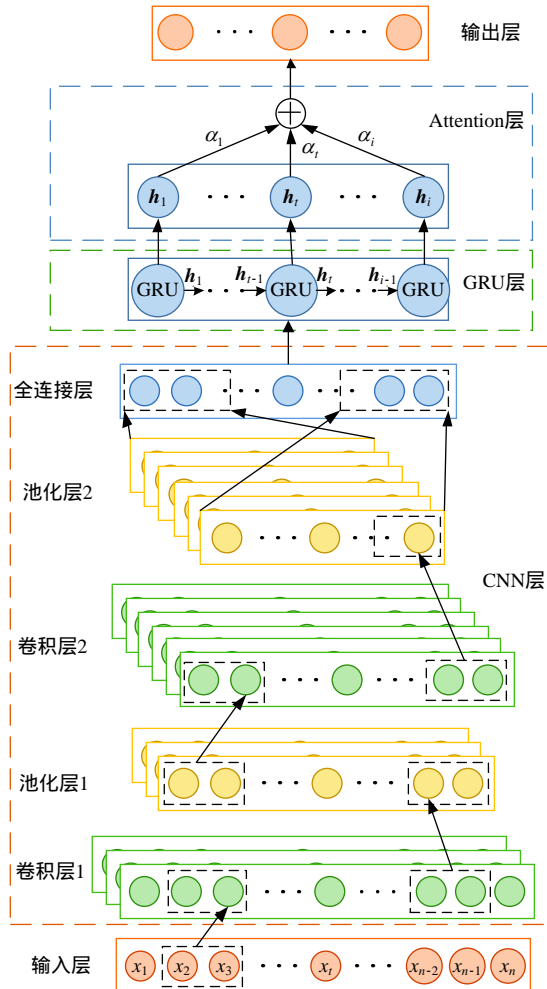 输出层
Attention层
α1 αt αi
h1 · · · ht · · · hi
GRU层
h1 ht-1 ht hi-1
GRU · · · GRU · · · GRU
全连接层
· · · · · ·
池化层2
· · · · · ·
CNN层
卷积层2
· · · · · ·
池化层1
· · · · · ·
卷积层1
· · · · · ·
输入层
x1 x2 x3 · · · xt · · · xn-2 xn-1 xn